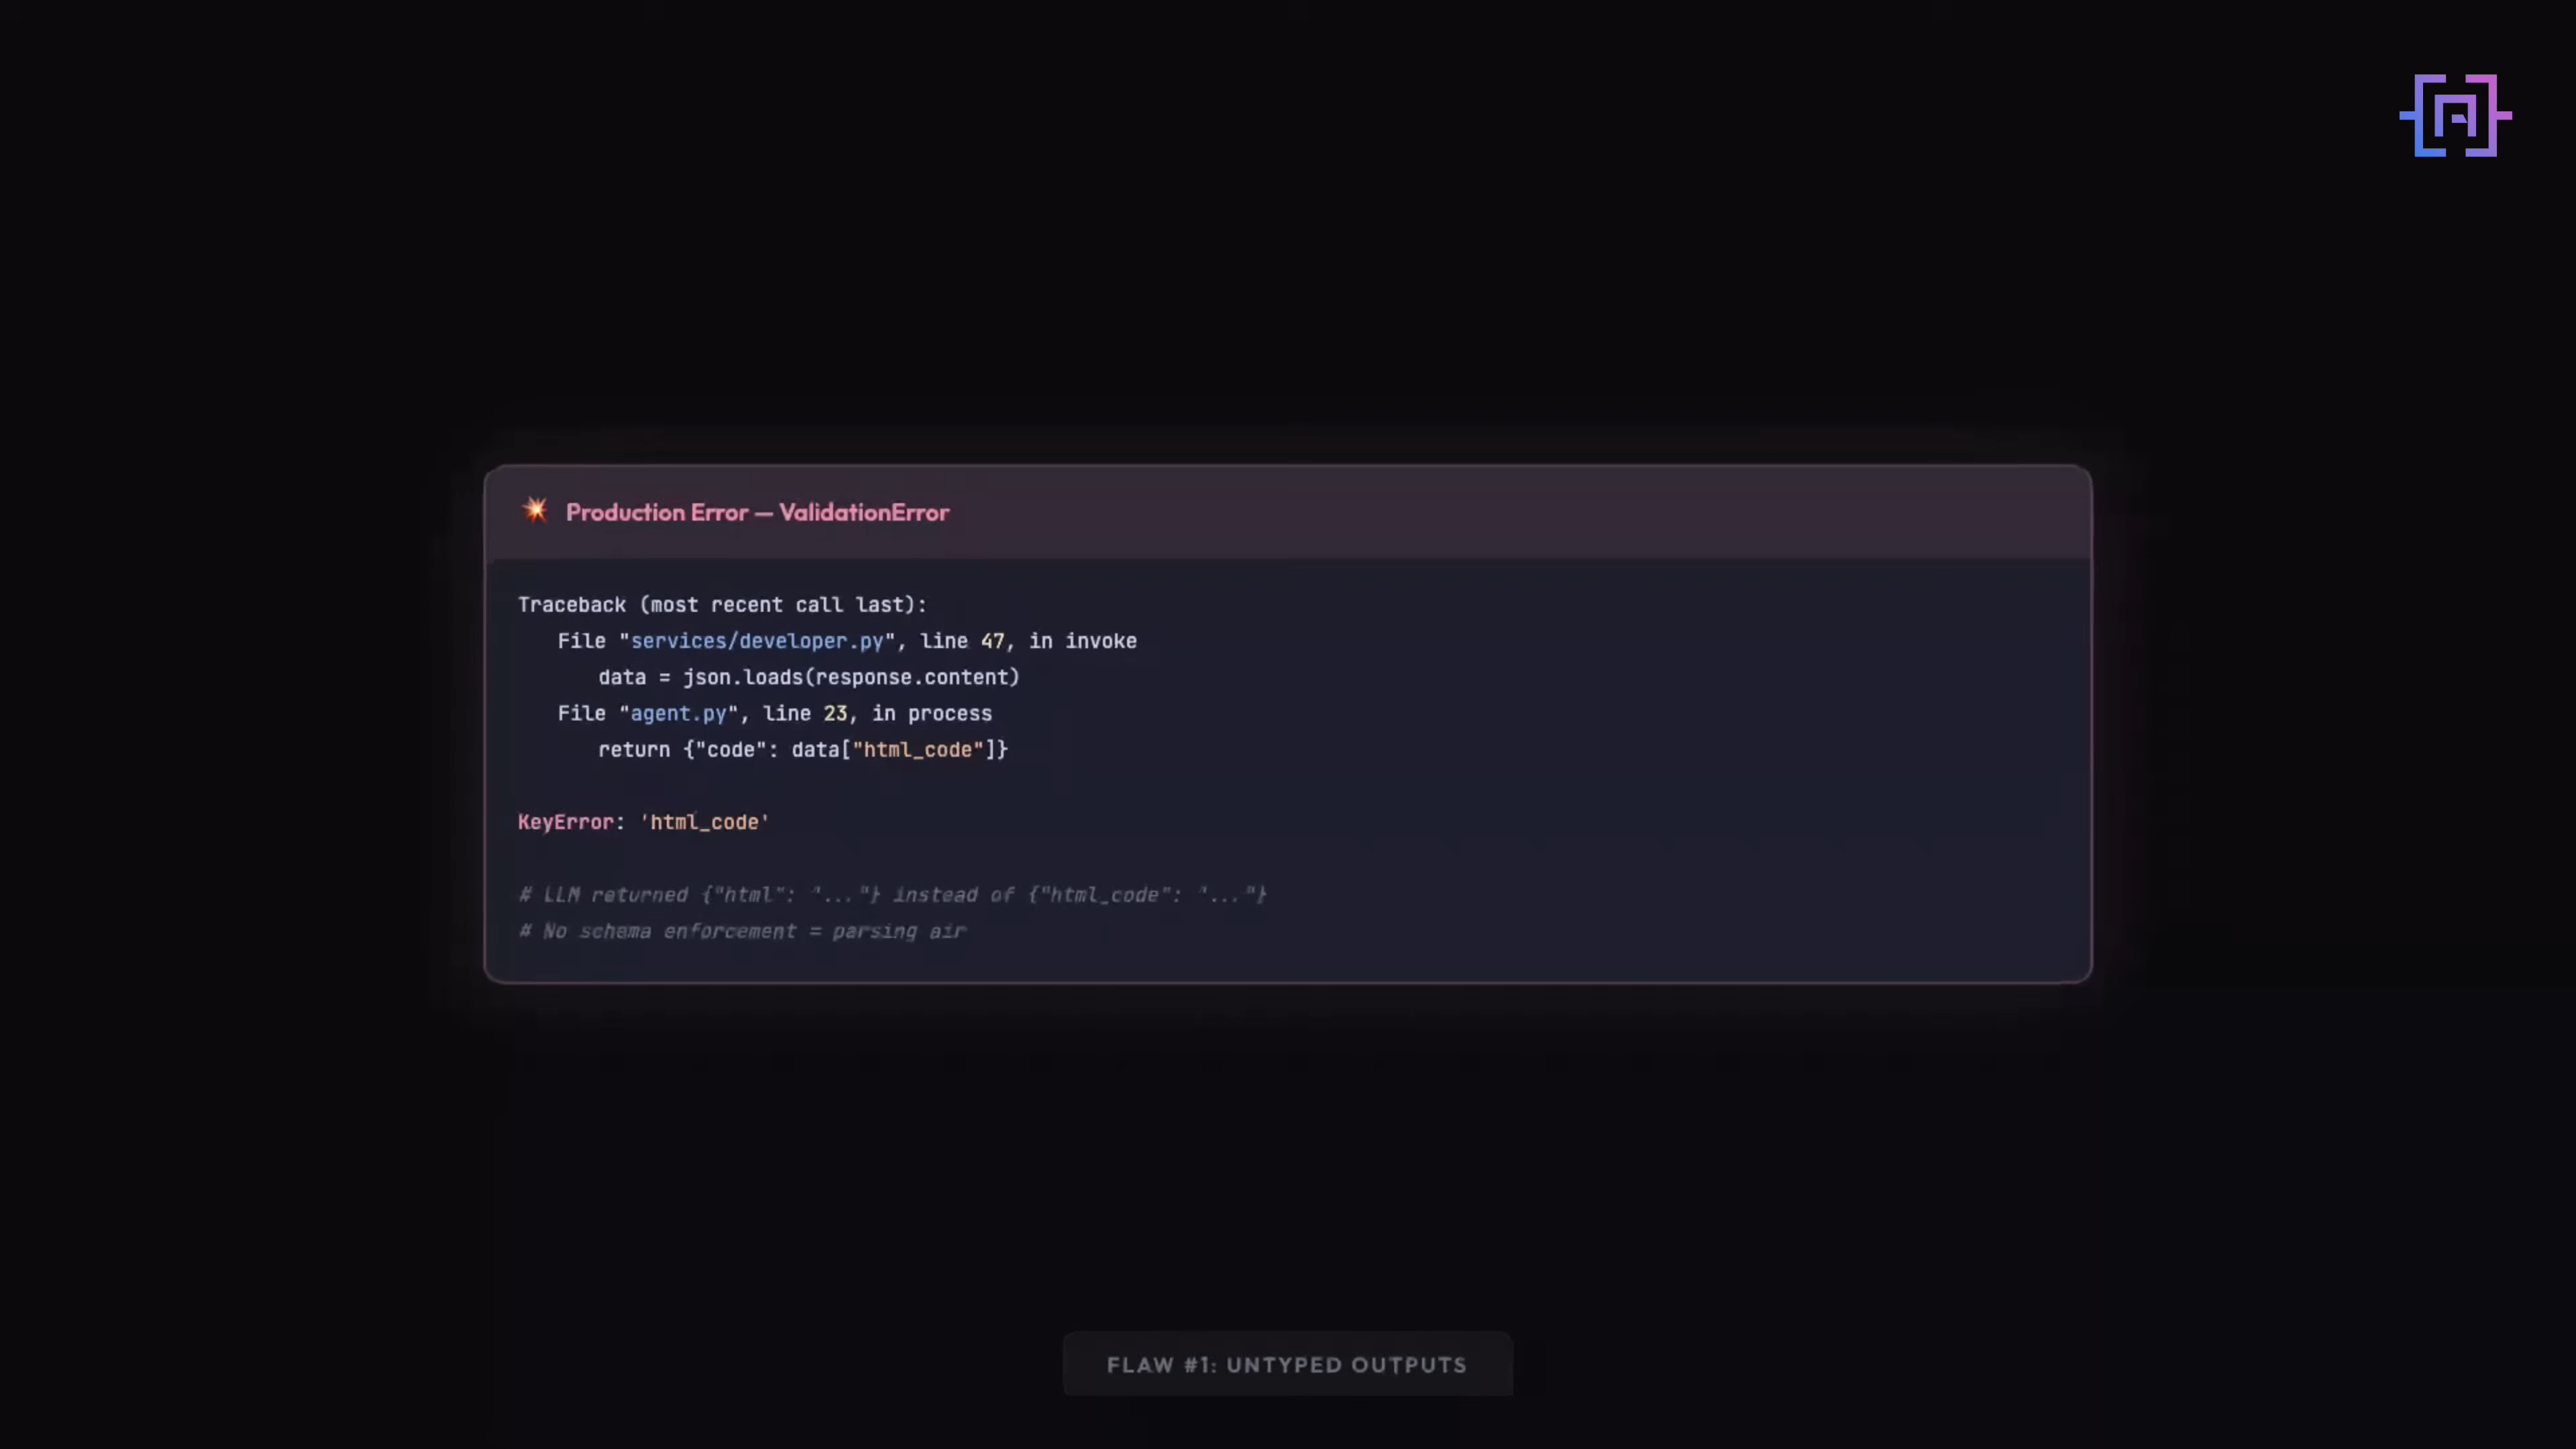 💥 Production Error — ValidationError
Traceback (most recent call last):
File "services/developer.py", line 47, in invoke
data = json.loads(response.content)
File "agent.py", line 23, in process
return {"code": data["html_code"]}
KeyError: 'html_code'
# LLM returned {"html": "..."} instead of {"html_code": "..."}
# No schema enforcement = parsing air
FLAW #1: UNTYPED OUTPUTS